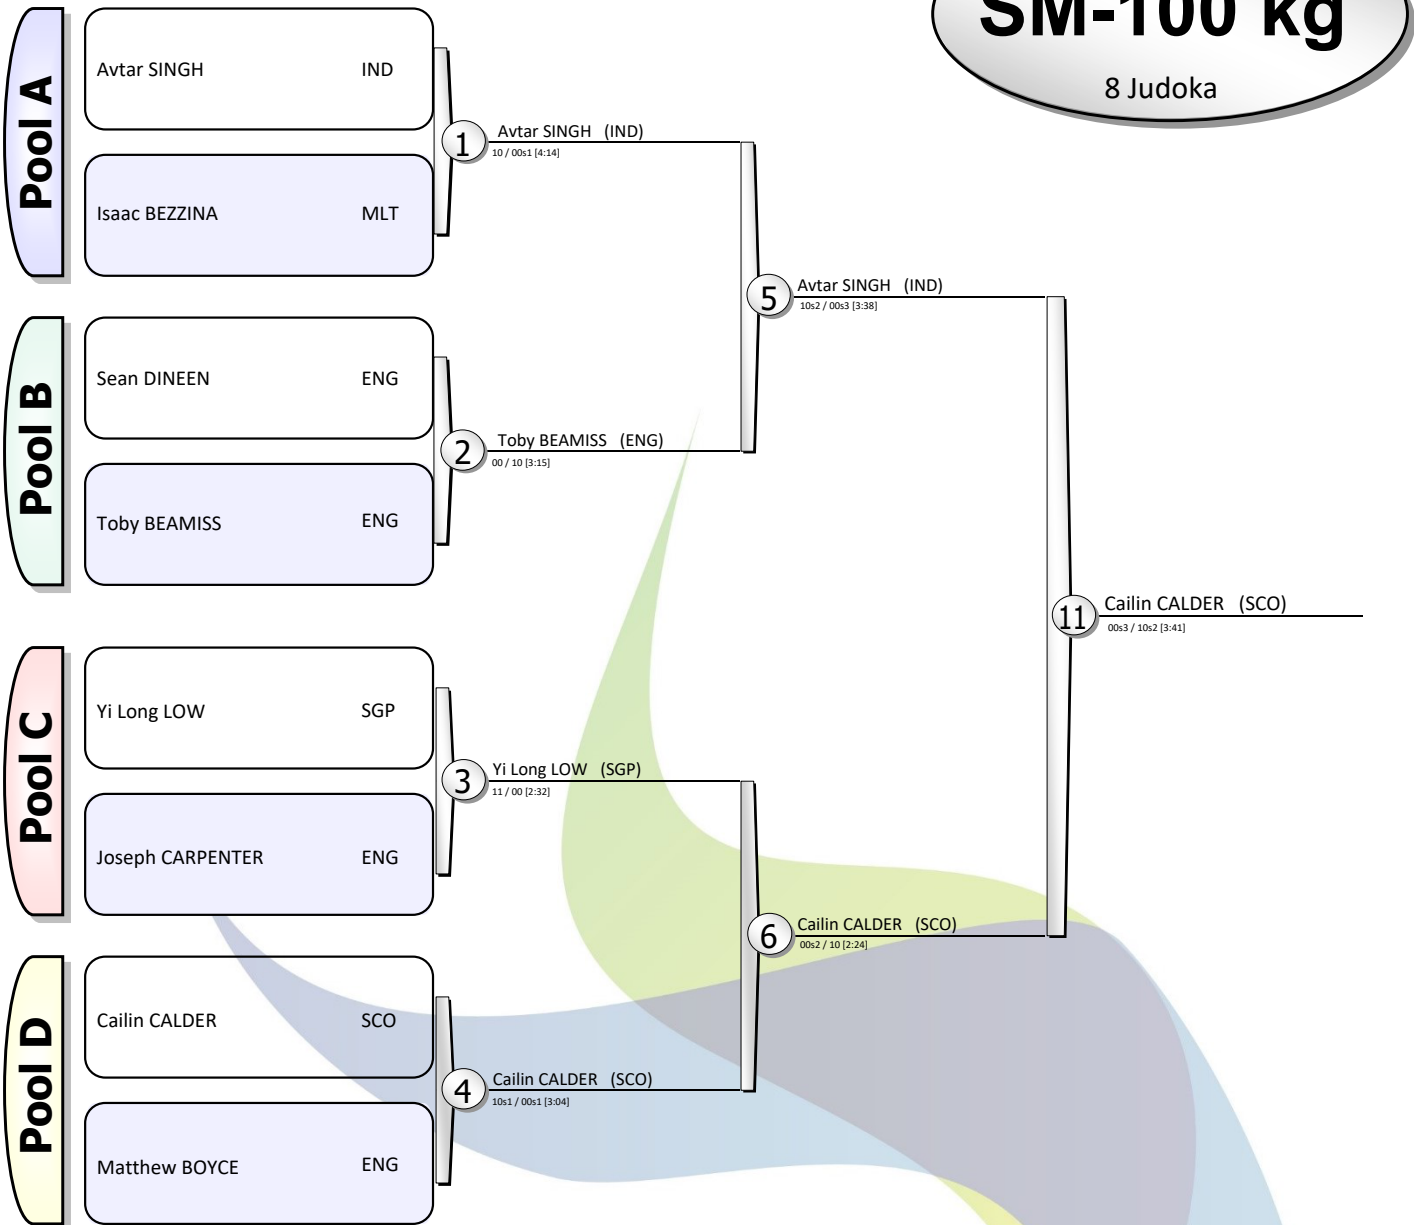 SM-100 kg
8 Judoka
Pool A
Avtar SINGH IND
Isaac BEZZINA MLT
1
Avtar SINGH (IND)
10 / 00s1 [4:14]
Pool B
Sean DINEEN ENG
Toby BEAMISS ENG
2
Toby BEAMISS (ENG)
00 / 10 [3:15]
5
Avtar SINGH (IND)
10s2 / 00s3 [3:38]
Pool C
Yi Long LOW SGP
Joseph CARPENTER ENG
3
Yi Long LOW (SGP)
11 / 00 [2:32]
Pool D
Cailin CALDER SCO
Matthew BOYCE ENG
4
Cailin CALDER (SCO)
10s1 / 00s1 [3:04]
6
Cailin CALDER (SCO)
00s2 / 10 [2:24]
11
Cailin CALDER (SCO)
00s3 / 10s2 [3:41]